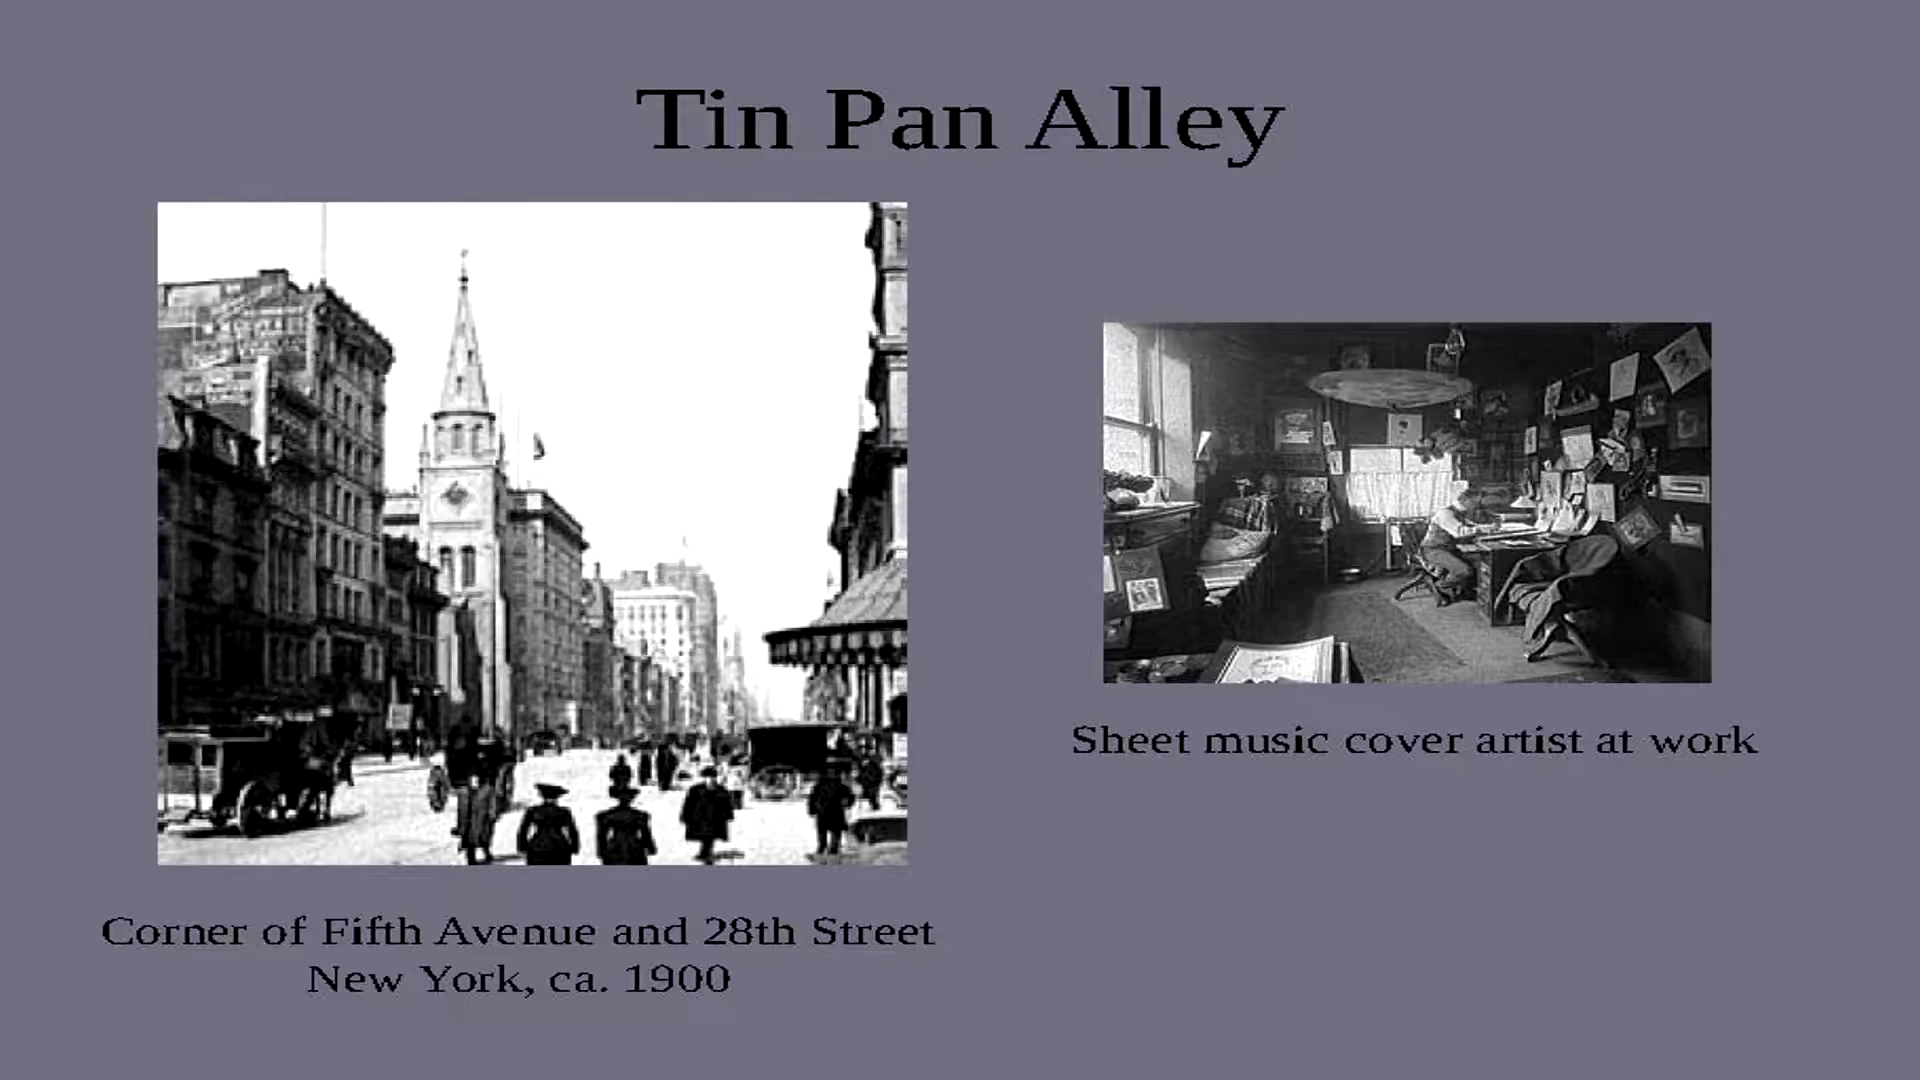 Tin Pan Alley
Sheet music cover artist at work
Corner of Fifth Avenue and 28th Street
New York, ca. 1900